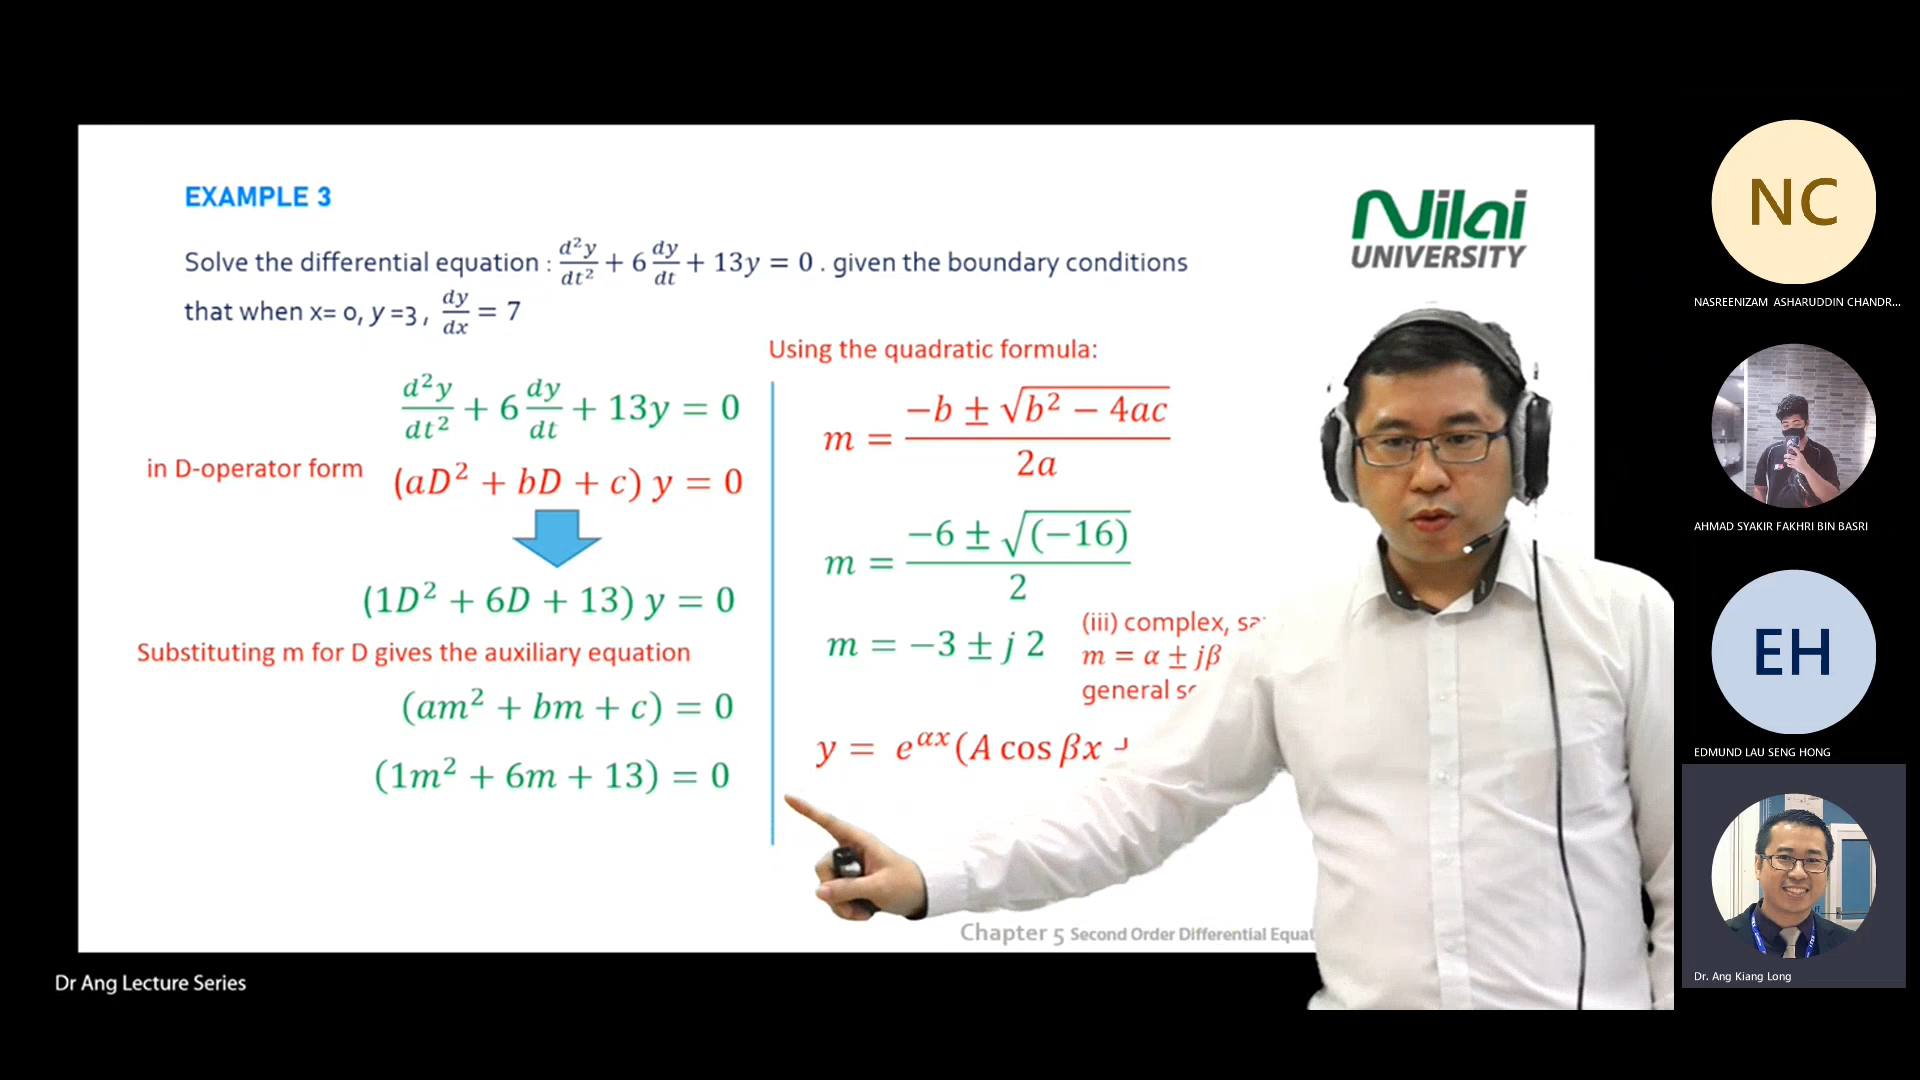 EXAMPLE 3
Nilai
UNIVERSITY
Solve the differential equation : d²y/dt² + 6 dy/dt + 13y = 0 . given the boundary conditions
that when x= 0, y =3 , dy/dx = 7
d²y/dt² + 6 dy/dt + 13y = 0
in D-operator form (aD² + bD + c) y = 0
(1D² + 6D + 13) y = 0
Substituting m for D gives the auxiliary equation
(am² + bm + c) = 0
(1m² + 6m + 13) = 0
Using the quadratic formula:
m = (−b ± √(b² − 4ac))/2a
m = (−6 ± √(−16))/2
m = −3 ± j 2
(iii) complex,
m = α ± jβ
general
y = e^αx (A cos βx
Chapter 5 Second Order Differential
Dr Ang Lecture Series
NC
NASREENIZAM ASHARUDDIN CHANDR...
AHMAD SYAKIR FAKHRI BIN BASRI
EH
EDMUND LAU SENG HONG
Dr. Ang Kiang Long